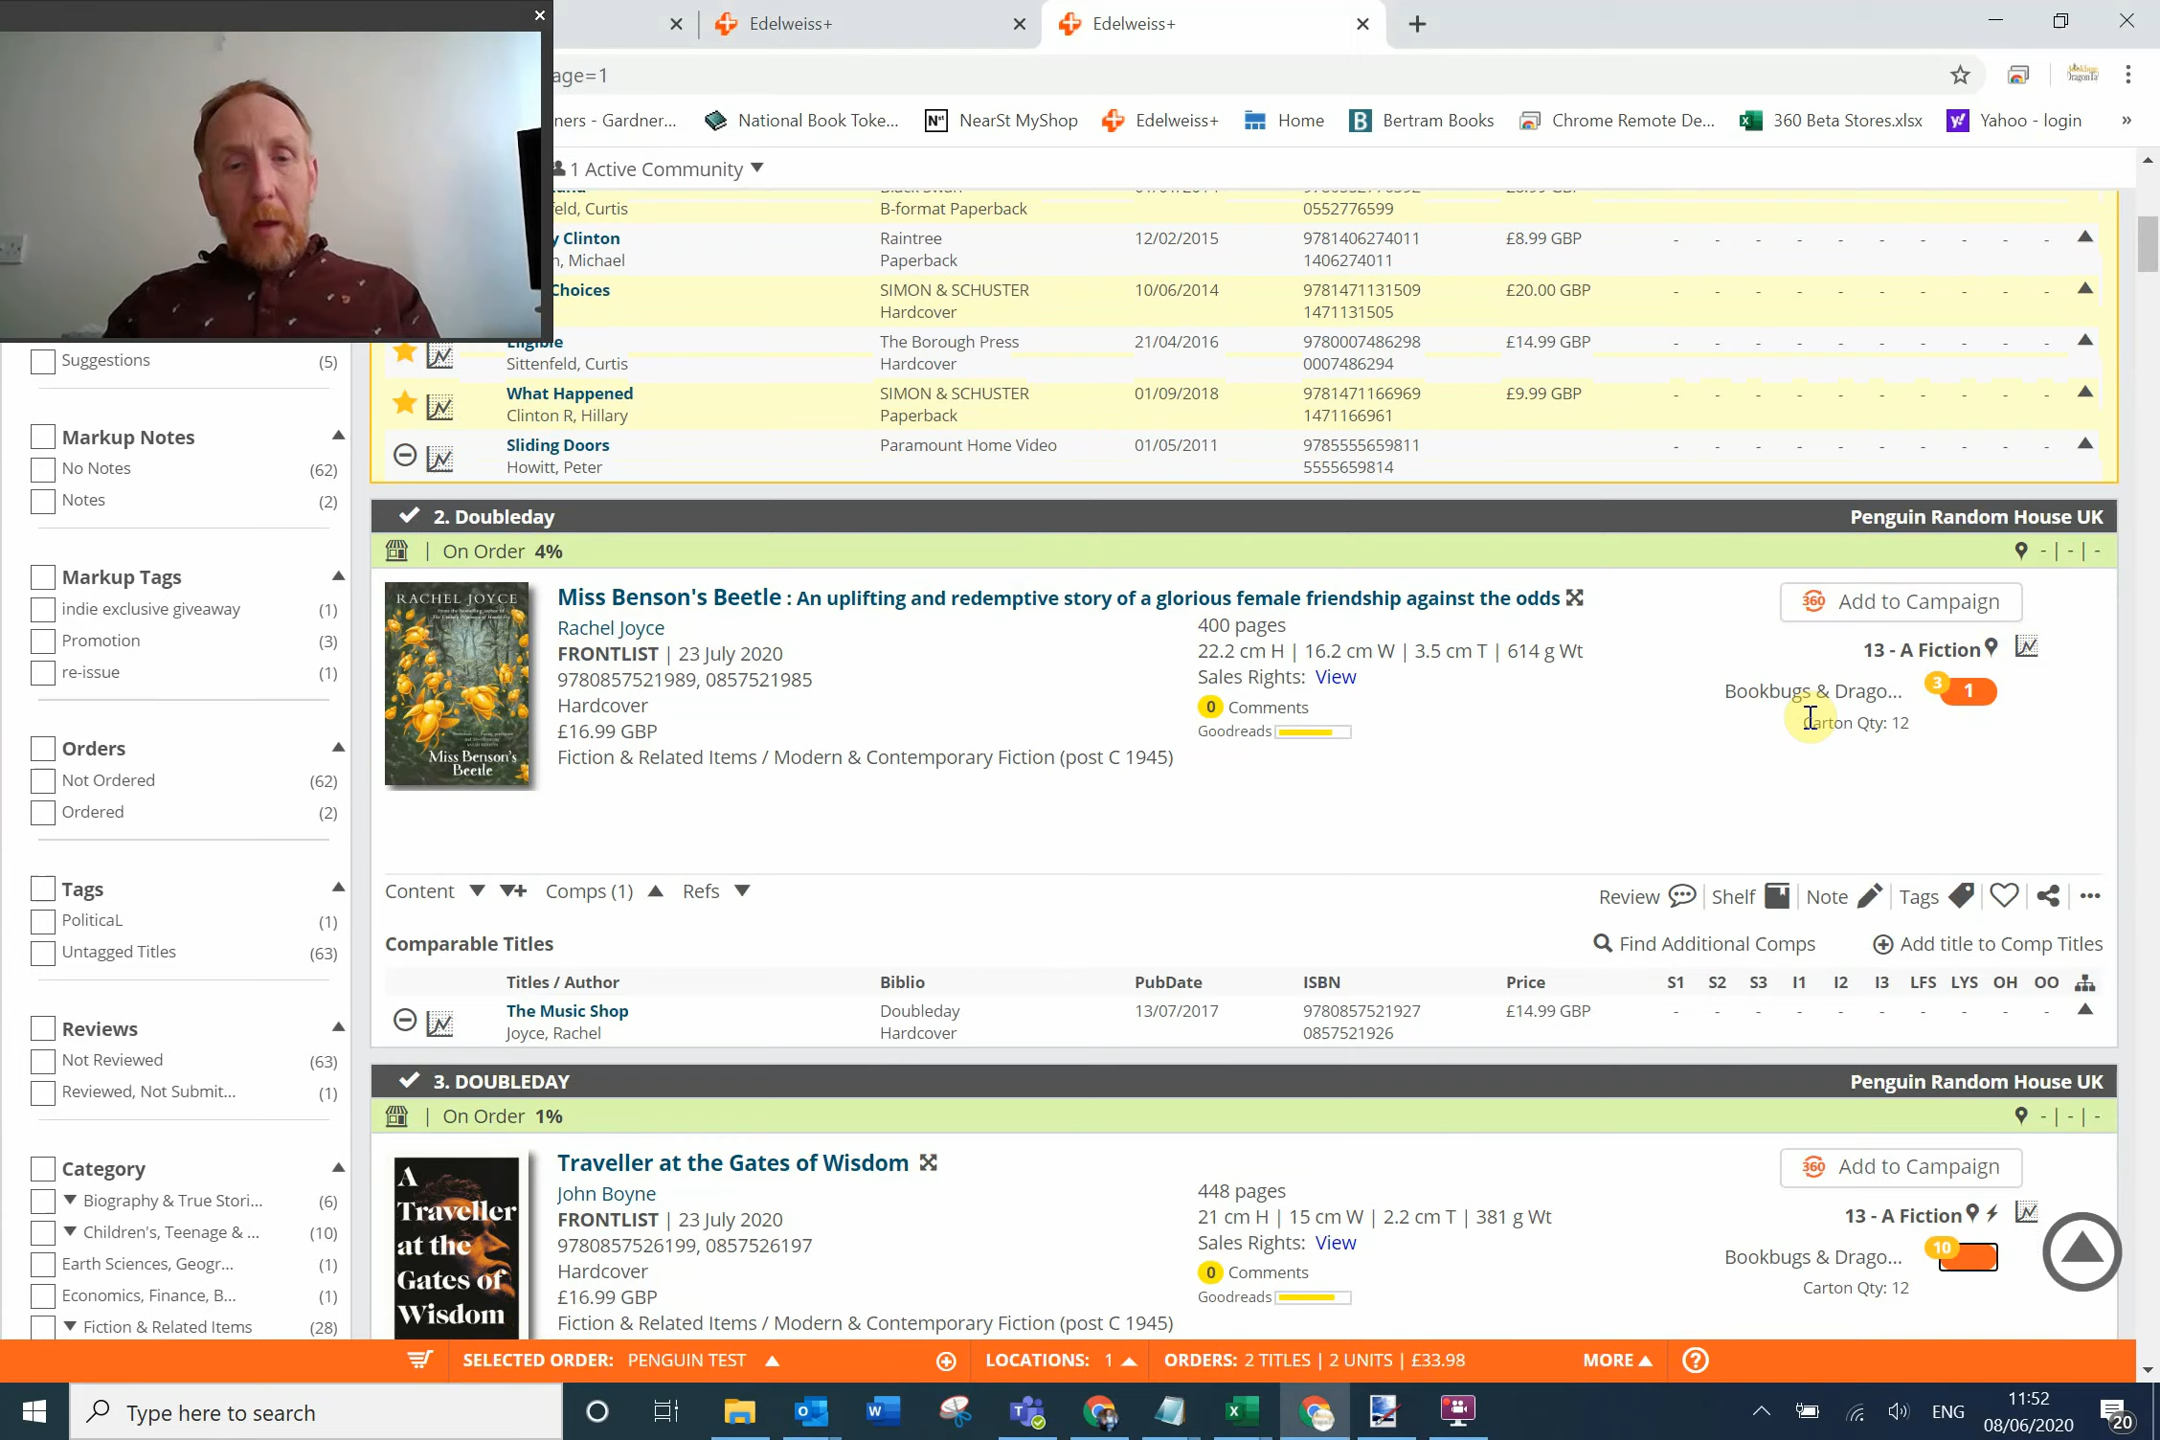 Edelweiss+
Edelweiss+
age=1
ners - Gardner...
National Book Toke...
NearSt MyShop
Edelweiss+
Home
Bertram Books
Chrome Remote De...
360 Beta Stores.xlsx
Yahoo - login
»
1 Active Community
feld, Curtis
B-format Paperback
0552776599
y Clinton
Raintree
12/02/2015
9781406274011
£8.99 GBP
, Michael
Paperback
1406274011
Choices
SIMON & SCHUSTER
10/06/2014
9781471131509
£20.00 GBP
Hardcover
1471131505
Eligible
The Borough Press
21/04/2016
9780007486298
£14.99 GBP
Sittenfeld, Curtis
Hardcover
0007486294
What Happened
SIMON & SCHUSTER
01/09/2018
9781471166969
£9.99 GBP
Clinton R, Hillary
Paperback
1471166961
Sliding Doors
Paramount Home Video
01/05/2011
9785555659811
Howitt, Peter
5555659814
Suggestions (5)
Markup Notes
No Notes (62)
Notes (2)
Markup Tags
indie exclusive giveaway (1)
Promotion (3)
re-issue (1)
Orders
Not Ordered (62)
Ordered (2)
Tags
PoliticaL (1)
Untagged Titles (63)
Reviews
Not Reviewed (63)
Reviewed, Not Submit... (1)
Category
Biography & True Stori... (6)
Children's, Teenage & ... (10)
Earth Sciences, Geogr... (1)
Economics, Finance, B... (1)
Fiction & Related Items (28)
2. Doubleday
Penguin Random House UK
On Order 4%
- | - | -
RACHEL JOYCE
Miss Benson's
Beetle
Miss Benson's Beetle : An uplifting and redemptive story of a glorious female friendship against the odds
Rachel Joyce
FRONTLIST | 23 July 2020
9780857521989, 0857521985
Hardcover
£16.99 GBP
Fiction & Related Items / Modern & Contemporary Fiction (post C 1945)
400 pages
22.2 cm H | 16.2 cm W | 3.5 cm T | 614 g Wt
Sales Rights: View
0 Comments
Goodreads
360 Add to Campaign
13 - A Fiction
Bookbugs & Drago... 3 1
Carton Qty: 12
Content
Comps (1)
Refs
Review
Shelf
Note
Tags
Comparable Titles
Find Additional Comps
Add title to Comp Titles
Titles / Author
Biblio
PubDate
ISBN
Price
S1 S2 S3 I1 I2 I3 LFS LYS OH OO
The Music Shop
Doubleday
13/07/2017
9780857521927
£14.99 GBP
Joyce, Rachel
Hardcover
0857521926
3. DOUBLEDAY
Penguin Random House UK
On Order 1%
- | - | -
A
Traveller
at the
Gates of
Wisdom
Traveller at the Gates of Wisdom
John Boyne
FRONTLIST | 23 July 2020
9780857526199, 0857526197
Hardcover
£16.99 GBP
Fiction & Related Items / Modern & Contemporary Fiction (post C 1945)
448 pages
21 cm H | 15 cm W | 2.2 cm T | 381 g Wt
Sales Rights: View
0 Comments
Goodreads
360 Add to Campaign
13 - A Fiction
Bookbugs & Drago... 10
Carton Qty: 12
SELECTED ORDER: PENGUIN TEST
LOCATIONS: 1
ORDERS: 2 TITLES | 2 UNITS | £33.98
MORE
Type here to search
ENG
11:52
08/06/2020
20